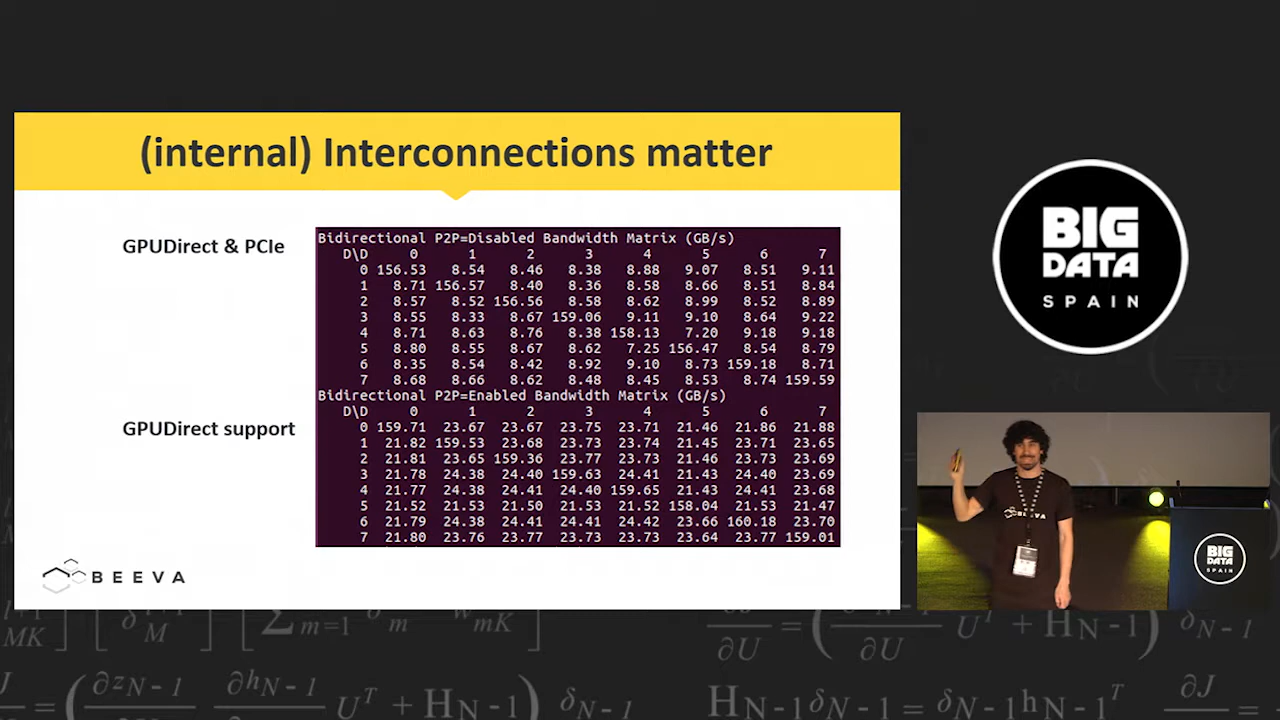 (internal) Interconnections matter
GPUDirect & PCIe
Bidirectional P2P=Disabled Bandwidth Matrix (GB/s)
D\D 0 1 2 3 4 5 6 7
0 156.53 8.54 8.46 8.38 8.88 9.07 8.51 9.11
1 8.71 156.57 8.40 8.36 8.58 8.66 8.51 8.84
2 8.57 8.52 156.56 8.58 8.62 8.99 8.52 8.89
3 8.55 8.33 8.67 159.06 9.11 9.10 8.64 9.22
4 8.71 8.63 8.76 8.38 158.13 7.20 9.18 9.18
5 8.80 8.55 8.67 8.62 7.25 156.47 8.54 8.79
6 8.35 8.54 8.42 8.92 9.10 8.73 159.18 8.71
7 8.68 8.66 8.62 8.48 8.45 8.53 8.74 159.59
Bidirectional P2P=Enabled Bandwidth Matrix (GB/s)
D\D 0 1 2 3 4 5 6 7
GPUDirect support
0 159.71 23.67 23.67 23.75 23.71 21.46 21.86 21.88
1 21.82 159.53 23.68 23.73 23.74 21.45 23.71 23.65
2 21.81 23.65 159.36 23.77 23.73 21.46 23.73 23.69
3 21.78 24.38 24.40 159.63 24.41 21.43 24.40 23.69
4 21.77 24.38 24.41 24.40 159.65 21.43 24.41 23.68
5 21.52 21.53 21.50 21.53 21.52 158.04 21.53 21.47
6 21.79 24.38 24.41 24.41 24.42 23.66 160.18 23.70
7 21.80 23.76 23.77 23.73 23.73 23.64 23.77 159.01
BEEVA
BIG
DATA
SPAIN
BEEVA
BIG
DATA
SPAIN